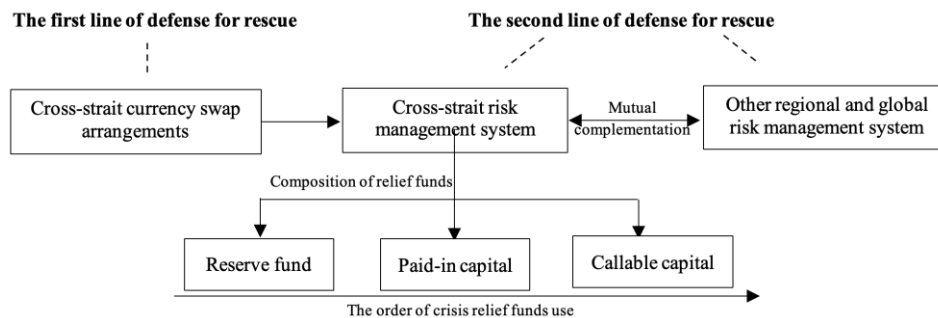 The first line of defense for rescue
The second line of defense for rescue
Cross-strait currency swap
arrangements
Cross-strait risk
management system
Mutual
complementation
Other regional and global
risk management system
Composition of relief funds
Reserve fund
Paid-in capital
Callable capital
The order of crisis relief funds use